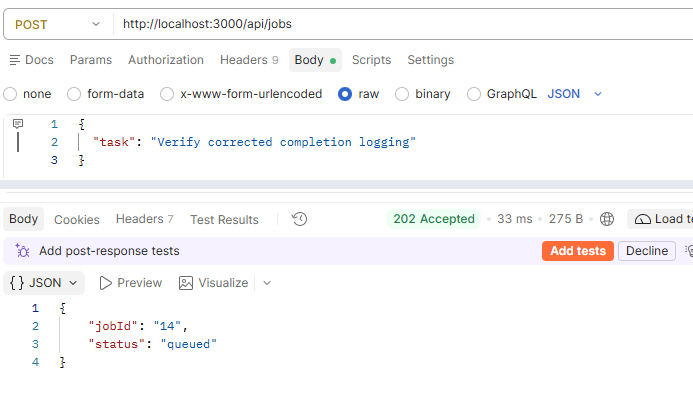 POST http://localhost:3000/api/jobs
Docs Params Authorization Headers 9 Body Scripts Settings
none form-data x-www-form-urlencoded raw binary GraphQL JSON
1 {
2 "task": "Verify corrected completion logging"
3 }
Body Cookies Headers 7 Test Results 202 Accepted 33 ms 275 B Load te
Add post-response tests Add tests Decline
{} JSON Preview Visualize
1 {
2 "jobId": "14",
3 "status": "queued"
4 }